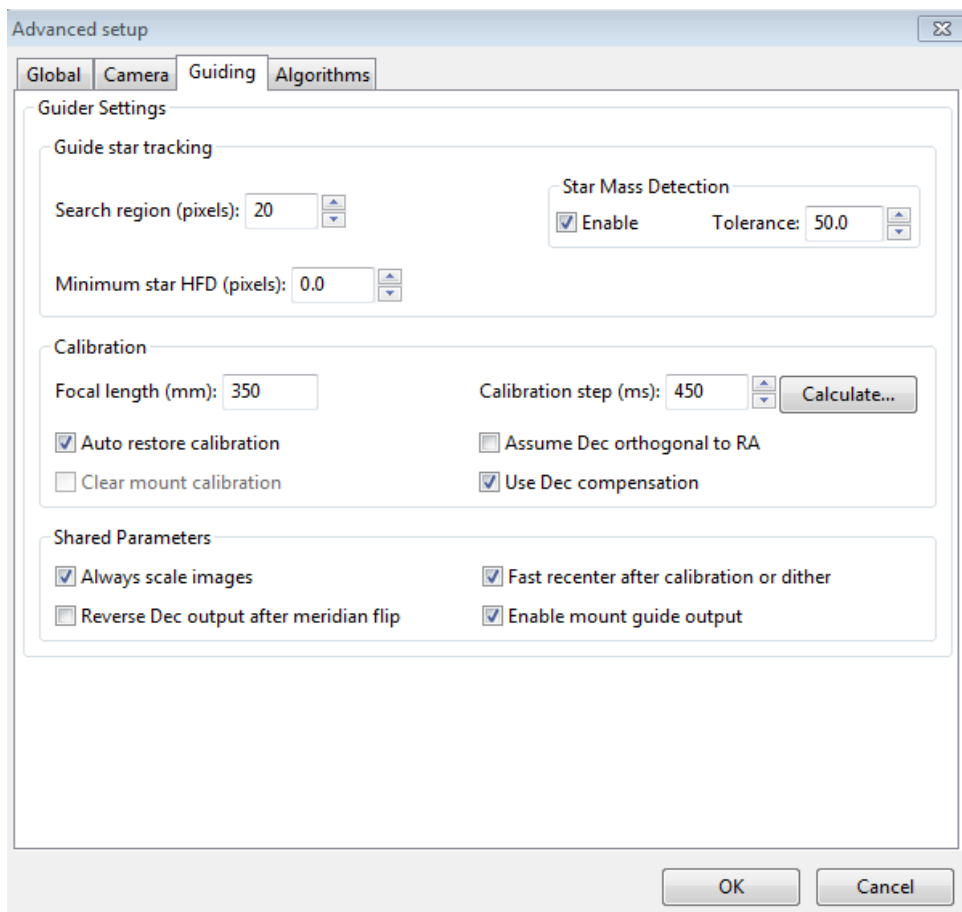 Advanced setup
Global Camera Guiding Algorithms
Guider Settings
Guide star tracking
Search region (pixels): 20
Star Mass Detection
Enable Tolerance: 50.0
Minimum star HFD (pixels): 0.0
Calibration
Focal length (mm): 350 Calibration step (ms): 450 Calculate...
Auto restore calibration Assume Dec orthogonal to RA
Clear mount calibration Use Dec compensation
Shared Parameters
Always scale images Fast recenter after calibration or dither
Reverse Dec output after meridian flip Enable mount guide output
OK Cancel